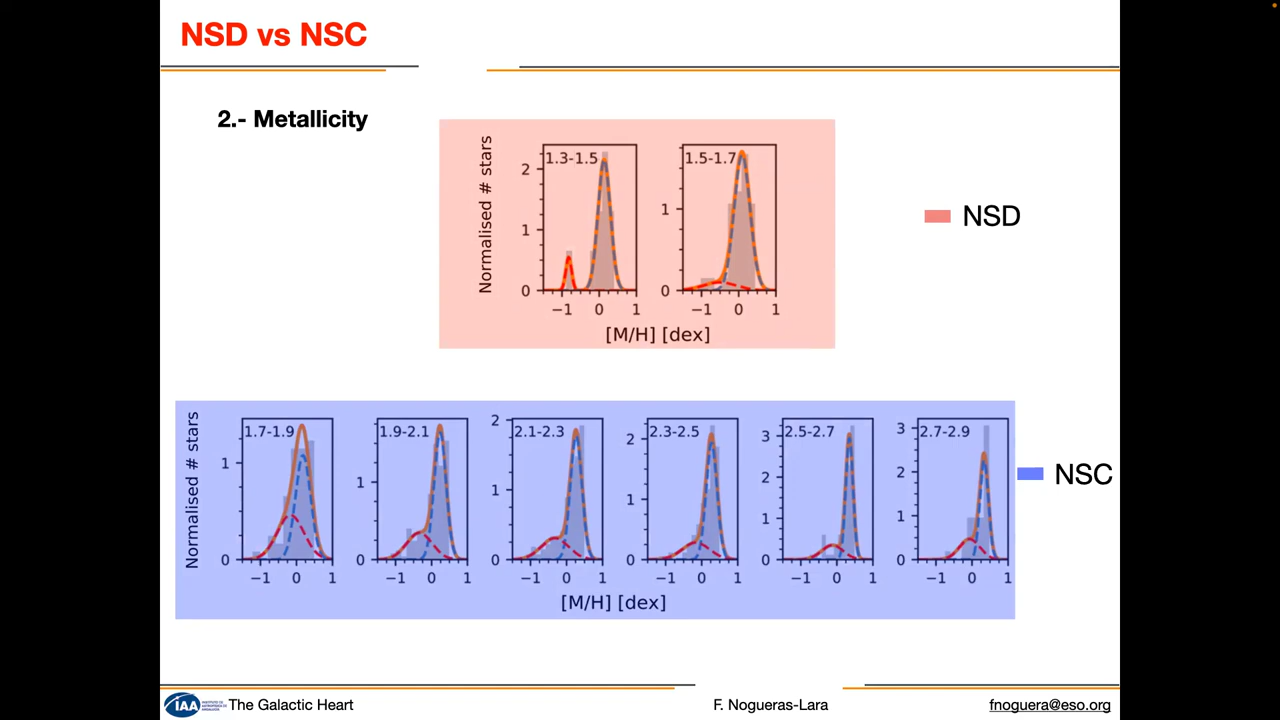 NSD vs NSC
2.- Metallicity
Normalised # stars
1.3-1.5
1.5-1.7
2
1
0
1
0
−1 0 1
−1 0 1
[M/H] [dex]
NSD
Normalised # stars
1.7-1.9
1.9-2.1
2.1-2.3
2.3-2.5
2.5-2.7
2.7-2.9
1
0
1
0
2
1
0
2
1
0
3
2
1
0
3
2
1
0
−1 0 1
−1 0 1
−1 0 1
−1 0 1
−1 0 1
−1 0 1
[M/H] [dex]
NSC
IAA
The Galactic Heart
F. Nogueras-Lara
fnoguera@eso.org